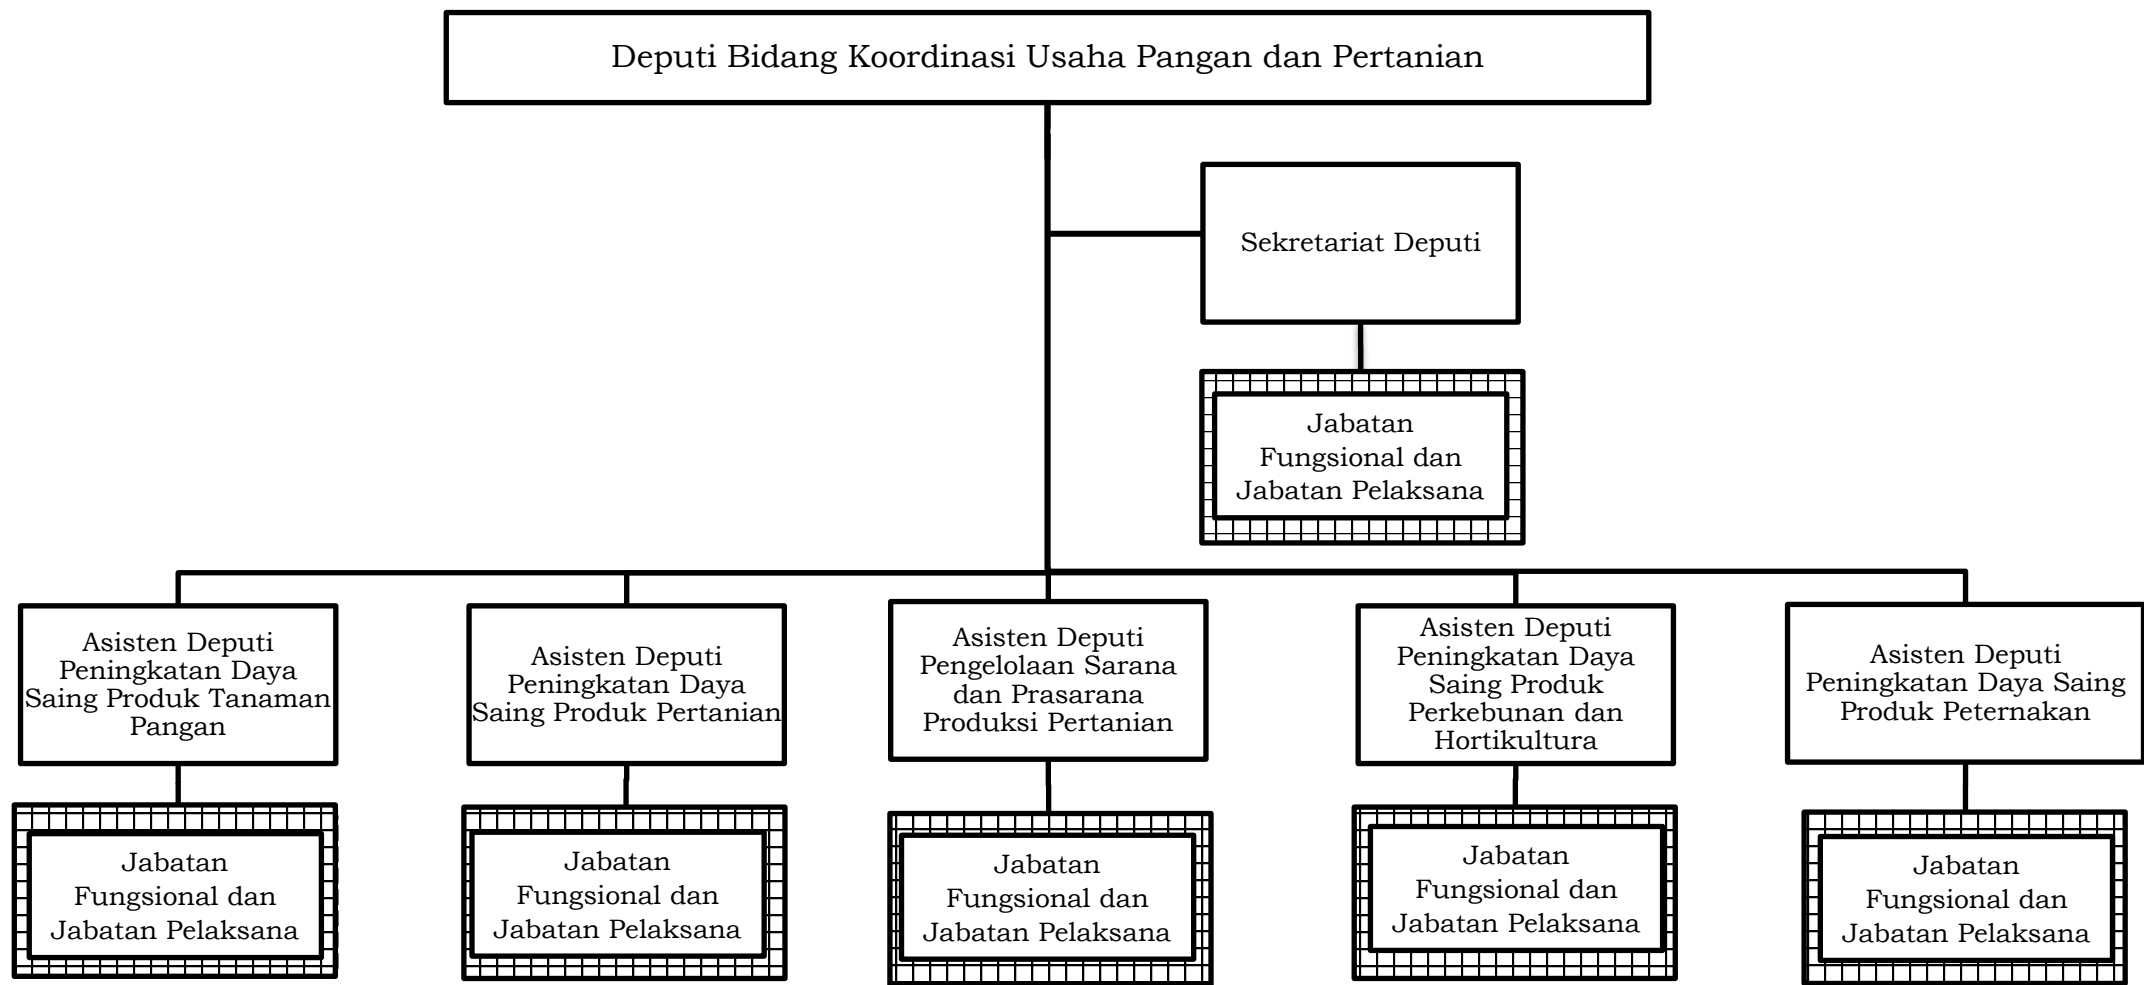 Deputi Bidang Koordinasi Usaha Pangan dan Pertanian
Sekretariat Deputi
Jabatan
Fungsional dan
Jabatan Pelaksana
Asisten Deputi
Peningkatan Daya
Saing Produk Tanaman
Pangan
Asisten Deputi
Peningkatan Daya
Saing Produk Pertanian
Asisten Deputi
Pengelolaan Sarana
dan Prasarana
Produksi Pertanian
Asisten Deputi
Peningkatan Daya
Saing Produk
Perkebunan dan
Hortikultura
Asisten Deputi
Peningkatan Daya Saing
Produk Peternakan
Jabatan
Fungsional dan
Jabatan Pelaksana
Jabatan
Fungsional dan
Jabatan Pelaksana
Jabatan
Fungsional dan
Jabatan Pelaksana
Jabatan
Fungsional dan
Jabatan Pelaksana
Jabatan
Fungsional dan
Jabatan Pelaksana